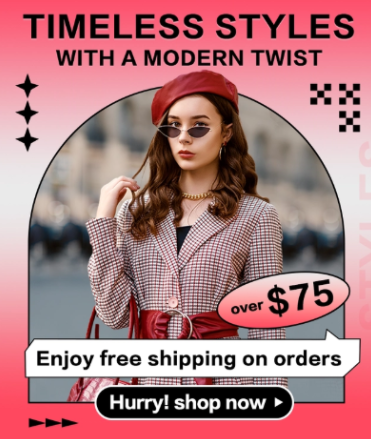 TIMELESS STYLES
WITH A MODERN TWIST
over $75
Enjoy free shipping on orders
Hurry! shop now